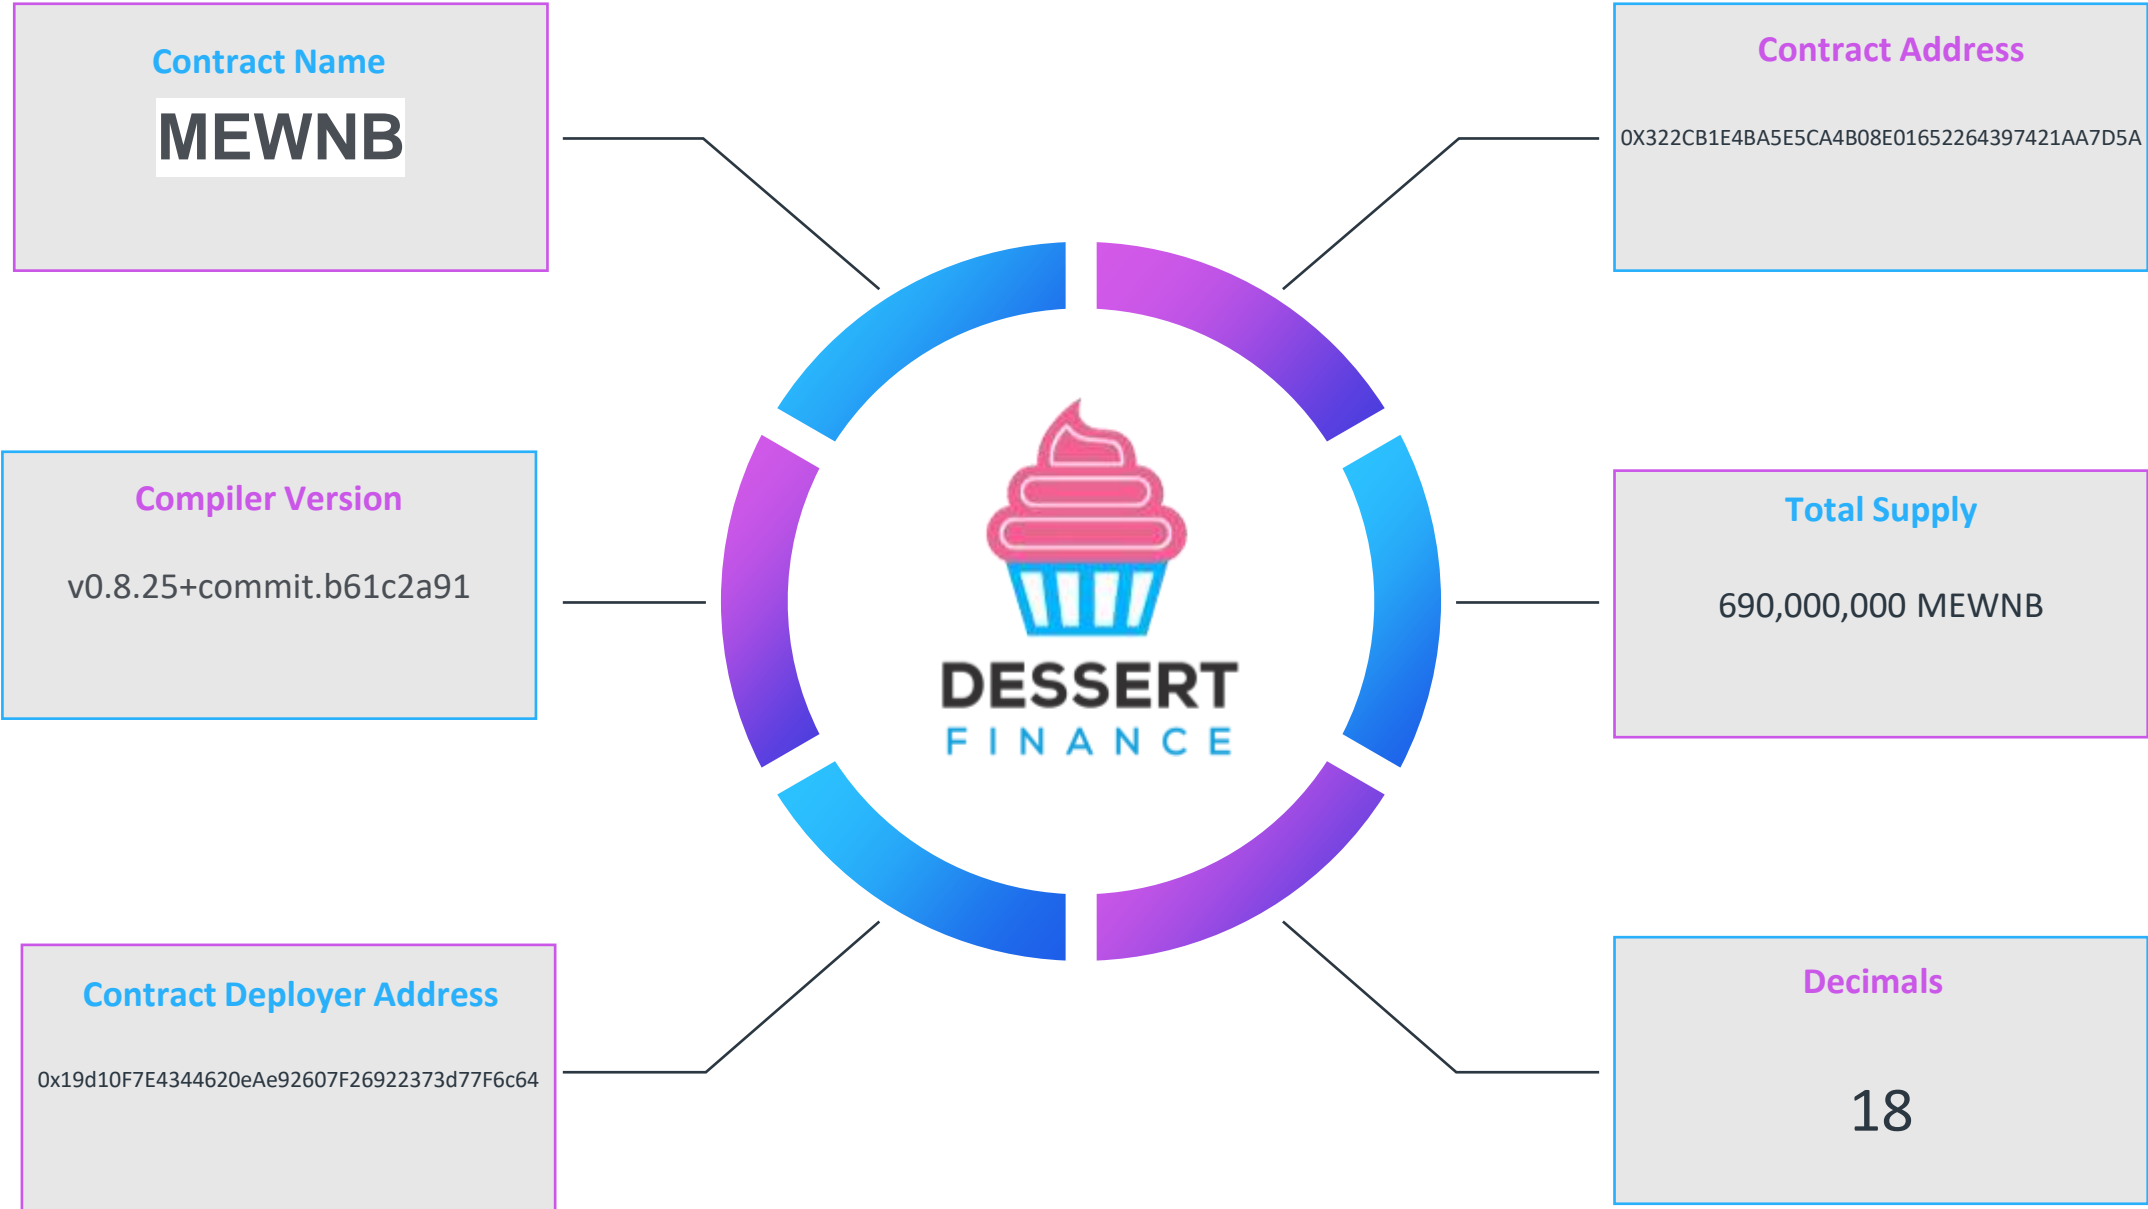 Contract Name
MEWNB
Contract Address
0X322CB1E4BA5E5CA4B08E01652264397421AA7D5A
Compiler Version
v0.8.25+commit.b61c2a91
Total Supply
690,000,000 MEWNB
DESSERT
FINANCE
Contract Deployer Address
0x19d10F7E4344620eAe92607F26922373d77F6c64
Decimals
18